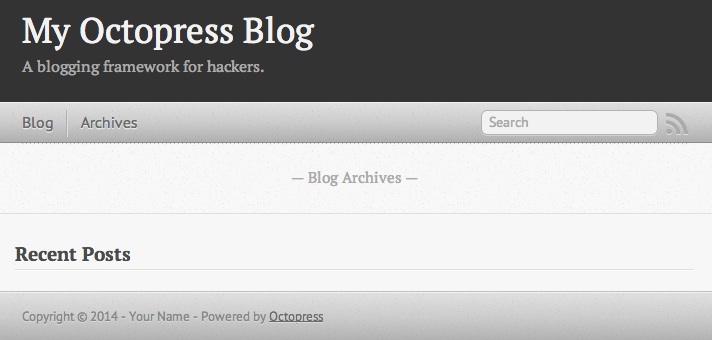 My Octopress Blog
A blogging framework for hackers.
Blog Archives Search
— Blog Archives —
Recent Posts
Copyright © 2014 - Your Name - Powered by Octopress